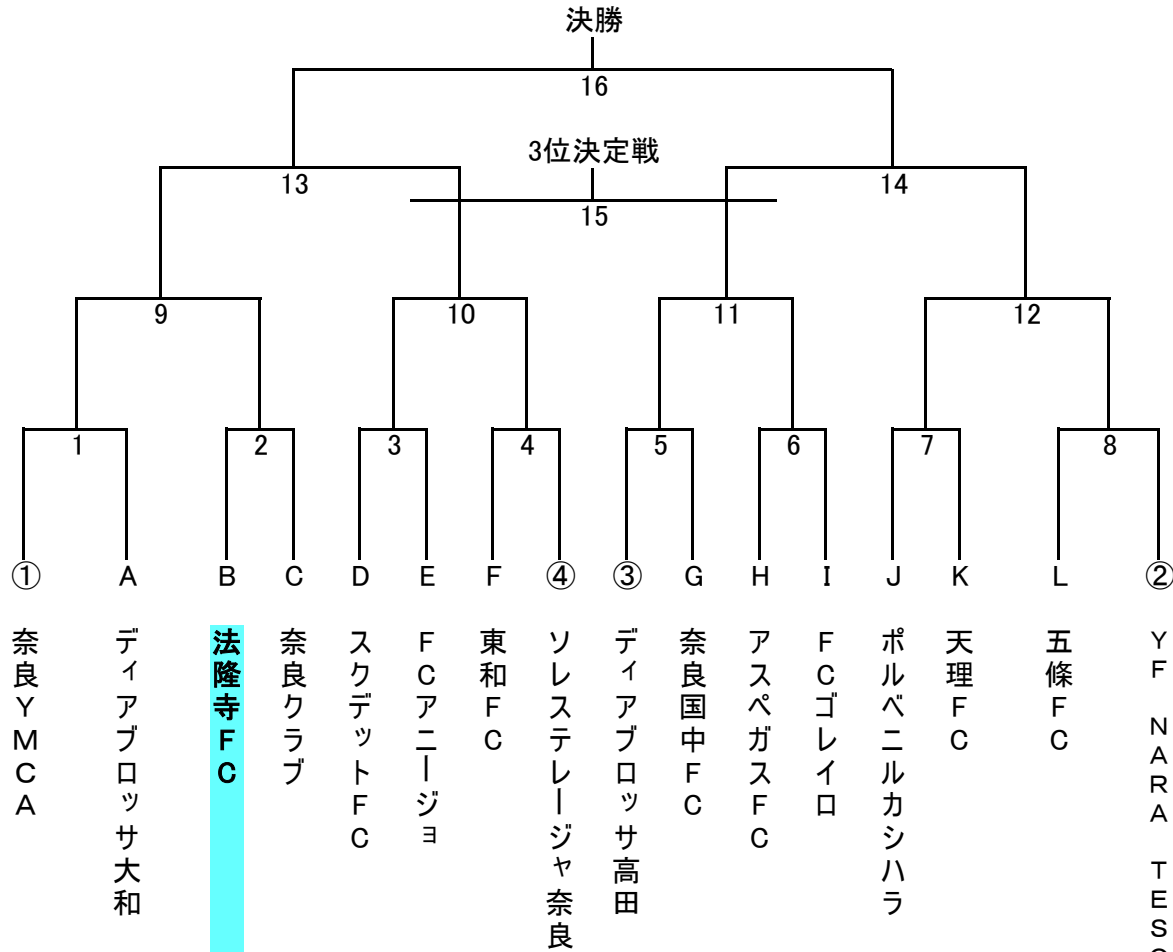 決勝
16
3位決定戦
13
14
15
9
10
11
12
1
2
3
4
5
6
7
8
①
A
B
C
D
E
F
④
③
G
H
I
J
K
L
②
奈良YMCA
ディアブロッサ大和
法隆寺FC
奈良クラブ
スクデットFC
FCアニージョ
東和FC
ソレステレージャ奈良
ディアブロッサ高田
奈良国中FC
アスペガスFC
FCゴレイロ
ポルベニルカシハラ
天理FC
五條FC
YF NARA TES